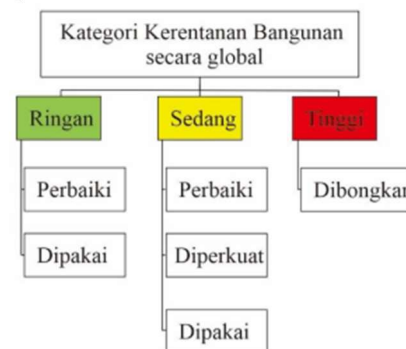 Kategori Kerentanan Bangunan
secara global
Ringan
Sedang
Tinggi
Perbaiki
Perbaiki
Dibongkar
Dipakai
Diperkuat
Dipakai